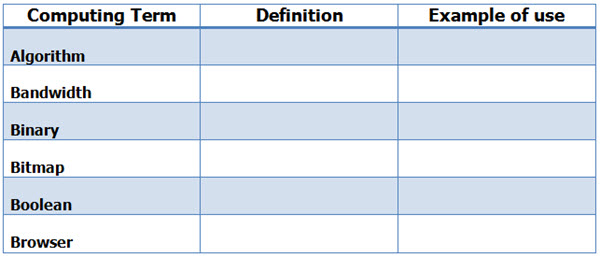 Computing Term Definition Example of use
Algorithm
Bandwidth
Binary
Bitmap
Boolean
Browser